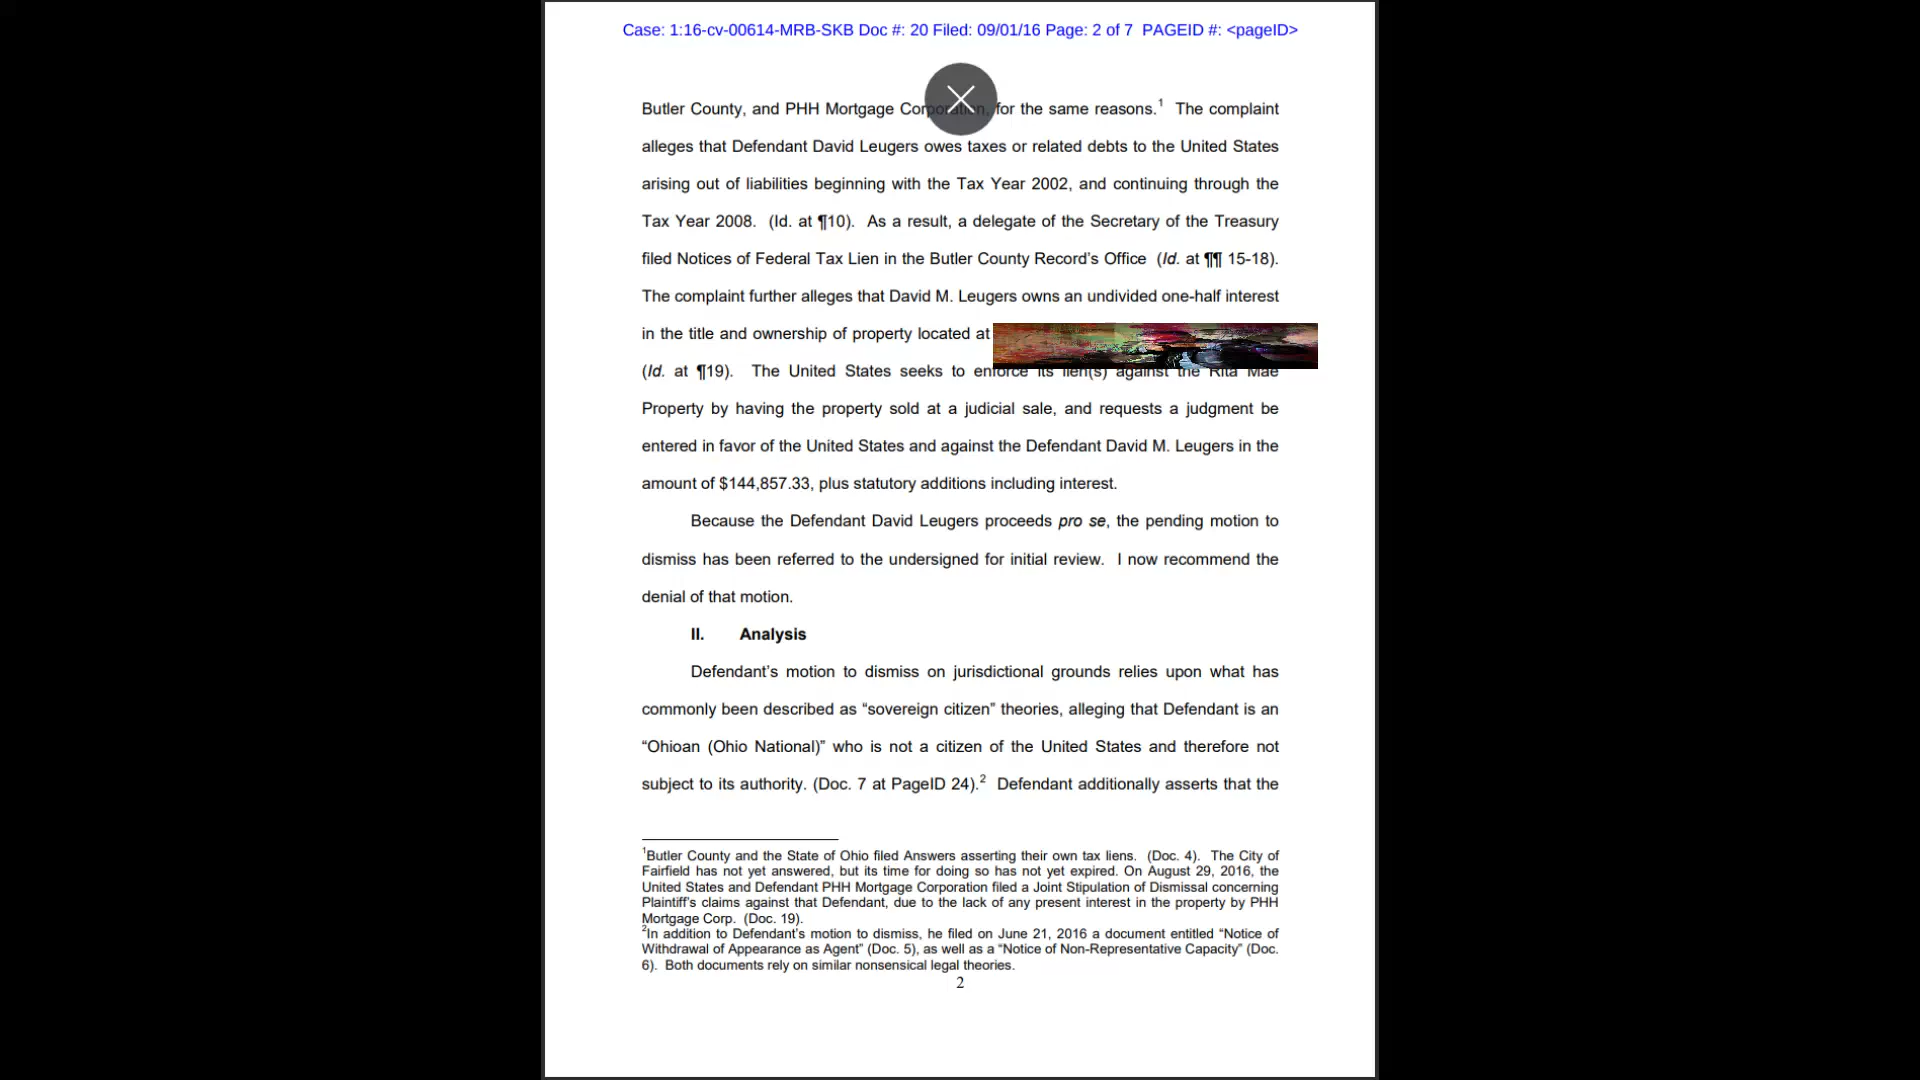 Case: 1:16-cv-00614-MRB-SKB Doc #: 20 Filed: 09/01/16 Page: 2 of 7 PAGEID #: <pageID>
Butler County, and PHH Mortgage Corporation, for the same reasons.1 The complaint
alleges that Defendant David Leugers owes taxes or related debts to the United States
arising out of liabilities beginning with the Tax Year 2002, and continuing through the
Tax Year 2008. (Id. at ¶10). As a result, a delegate of the Secretary of the Treasury
filed Notices of Federal Tax Lien in the Butler County Record’s Office (Id. at ¶¶ 15-18).
The complaint further alleges that David M. Leugers owns an undivided one-half interest
in the title and ownership of property located at
(Id. at ¶19). The United States seeks to enforce its lien(s) against the Rita Mae
Property by having the property sold at a judicial sale, and requests a judgment be
entered in favor of the United States and against the Defendant David M. Leugers in the
amount of $144,857.33, plus statutory additions including interest.
Because the Defendant David Leugers proceeds pro se, the pending motion to
dismiss has been referred to the undersigned for initial review. I now recommend the
denial of that motion.
II. Analysis
Defendant’s motion to dismiss on jurisdictional grounds relies upon what has
commonly been described as “sovereign citizen” theories, alleging that Defendant is an
“Ohioan (Ohio National)” who is not a citizen of the United States and therefore not
subject to its authority. (Doc. 7 at PageID 24).2 Defendant additionally asserts that the
1Butler County and the State of Ohio filed Answers asserting their own tax liens. (Doc. 4). The City of
Fairfield has not yet answered, but its time for doing so has not yet expired. On August 29, 2016, the
United States and Defendant PHH Mortgage Corporation filed a Joint Stipulation of Dismissal concerning
Plaintiff’s claims against that Defendant, due to the lack of any present interest in the property by PHH
Mortgage Corp. (Doc. 19).
2In addition to Defendant’s motion to dismiss, he filed on June 21, 2016 a document entitled “Notice of
Withdrawal of Appearance as Agent” (Doc. 5), as well as a “Notice of Non-Representative Capacity” (Doc.
6). Both documents rely on similar nonsensical legal theories.
2